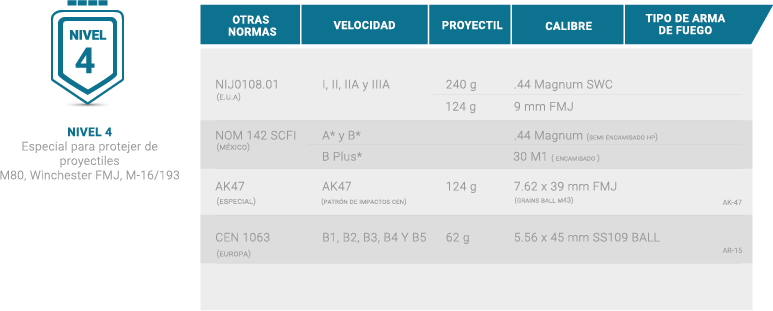 NIVEL
4
NIVEL 4
Especial para protejer de
proyectiles
M80, Winchester FMJ, M-16/193
OTRAS
NORMAS
VELOCIDAD
PROYECTIL
CALIBRE
TIPO DE ARMA
DE FUEGO
NIJ0108.01
(E.U.A)
I, II, IIA y IIIA
240 g
.44 Magnum SWC
124 g
9 mm FMJ
NOM 142 SCFI
(MÉXICO)
A* y B*
.44 Magnum (SEMI ENCAMISADO HP)
B Plus*
30 M1 ( ENCAMISADO )
AK47
(ESPECIAL)
AK47
(PATRÓN DE IMPACTOS CEN)
124 g
7.62 x 39 mm FMJ
(GRAINS BALL M43)
AK-47
CEN 1063
(EUROPA)
B1, B2, B3, B4 Y B5
62 g
5.56 x 45 mm SS109 BALL
AR-15